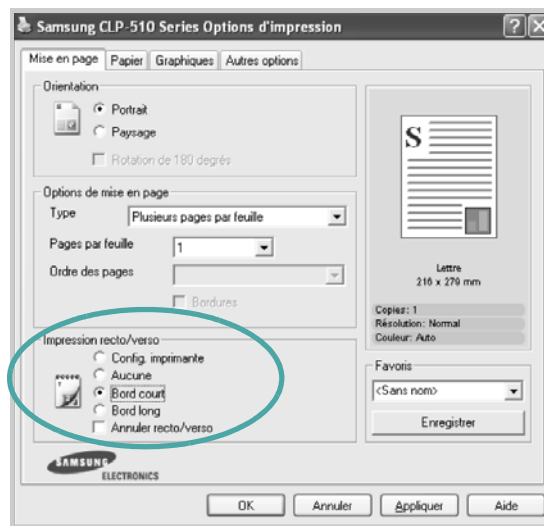 Samsung CLP-510 Series Options d'impression
Mise en page Papier Graphiques Autres options
Orientation
Portrait
Paysage
Rotation de 180 degrés
Options de mise en page
Type Plusieurs pages par feuille
Pages par feuille 1
Ordre des pages
Bordures
Impression recto/verso
Config. imprimante
Aucune
Bord court
Bord long
Annuler recto/verso
S
Lettre
216 x 279 mm
Copies: 1
Résolution: Normal
Couleur: Auto
Favoris
<Sans nom>
Enregistrer
SAMSUNG
ELECTRONICS
OK Annuler Appliquer Aide